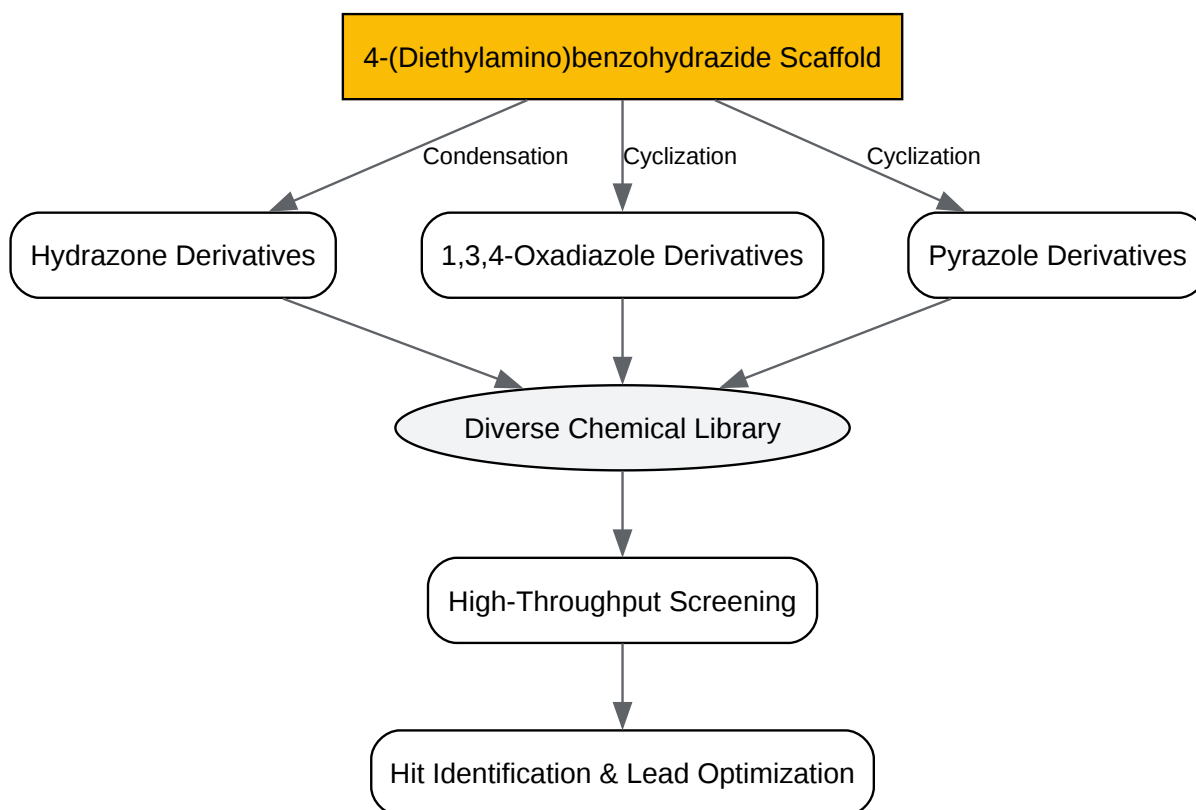 4-(Diethylamino)benzohydrazide Scaffold
Condensation
Cyclization
Cyclization
Hydrazone Derivatives
1,3,4-Oxadiazole Derivatives
Pyrazole Derivatives
Diverse Chemical Library
High-Throughput Screening
Hit Identification & Lead Optimization